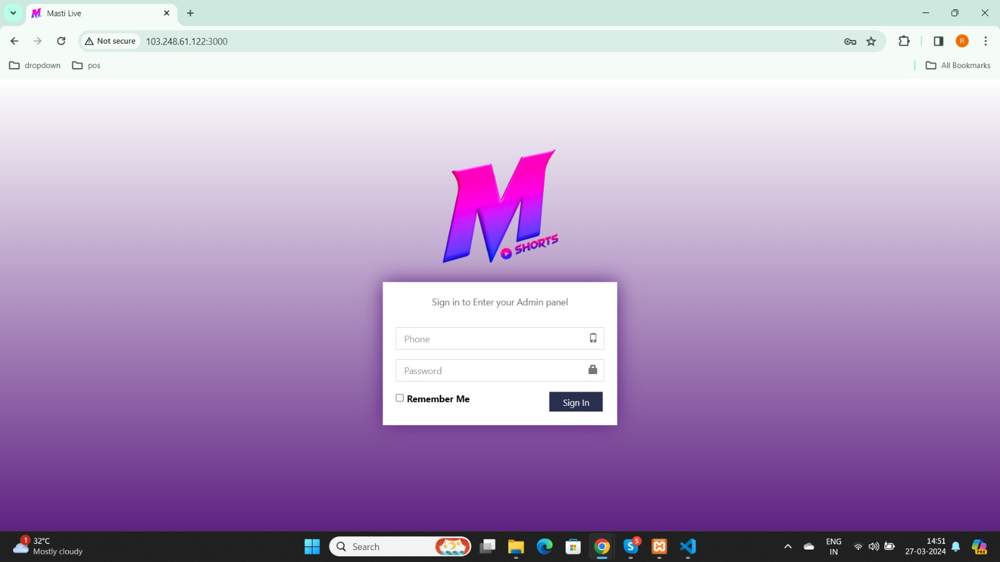 Masti Live
Not secure 103.248.61.122:3000 R
dropdown pos All Bookmarks
M
SHORTS
Sign in to Enter your Admin panel
Phone
Password
Remember Me Sign In
1 32°C
Mostly cloudy
Search
S 5
ENG
IN
14:51
27-03-2024
PRE